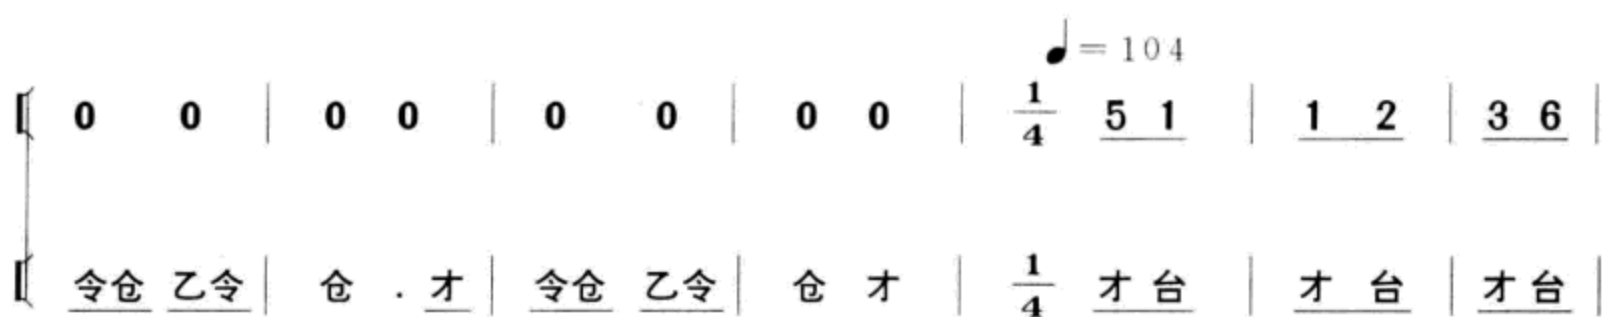 ♩= 104
0 0 | 0 0 | 0 0 | 0 0 | 1/4 5 1 | 1 2 | 3 6 |
令仓 乙令 | 仓 . 才 | 令仓 乙令 | 仓 才 | 1/4 才 台 | 才 台 | 才 台 |